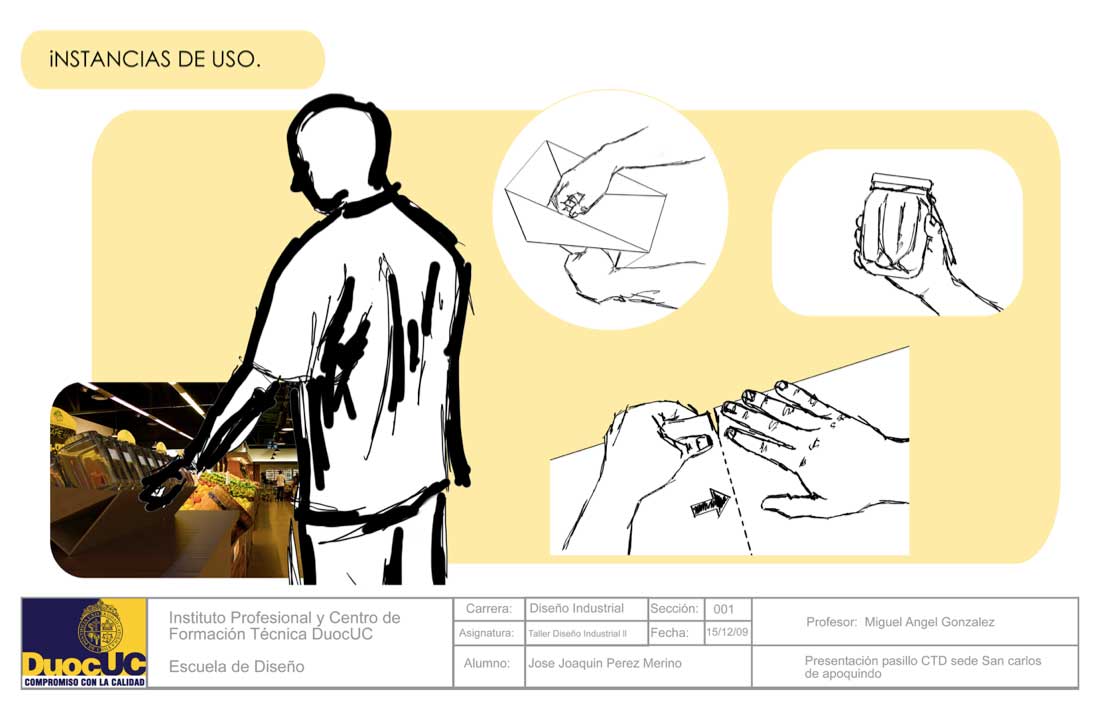 iNSTANCIAS DE USO.
DuocUC
COMPROMISO CON LA CALIDAD
Instituto Profesional y Centro de
Formación Técnica DuocUC
Escuela de Diseño
Carrera: Diseño Industrial Sección: 001
Asignatura: Taller Diseño Industrial II Fecha: 15/12/09
Alumno: Jose Joaquin Perez Merino
Profesor: Miguel Angel Gonzalez
Presentación pasillo CTD sede San carlos
de apoquindo